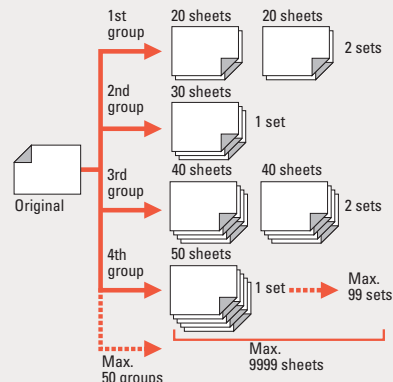 1st
group
20 sheets 20 sheets
2 sets
2nd
group
30 sheets
1 set
Original
3rd
group
40 sheets 40 sheets
2 sets
4th
group
50 sheets
1 set
Max.
99 sets
Max.
50 groups
Max.
9999 sheets